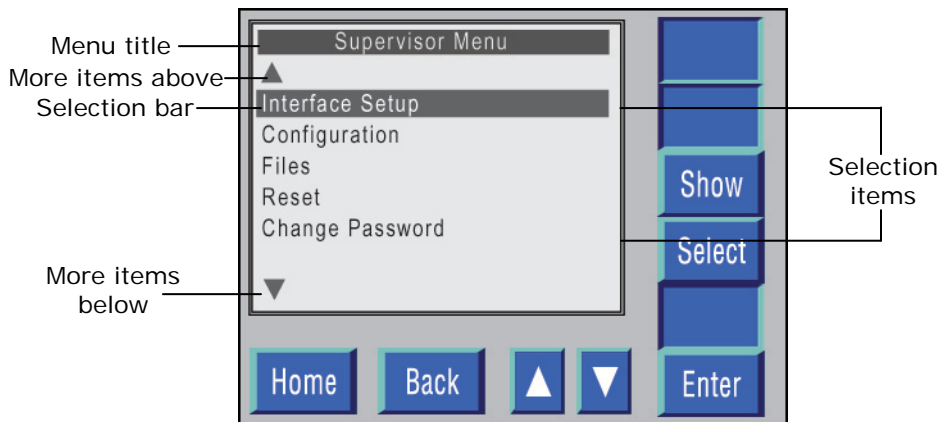 Menu title
More items above
Selection bar
More items
below
Supervisor Menu
▲
Interface Setup
Configuration
Files
Reset
Change Password
▼
Show
Select
Selection
items
Home
Back
▲
▼
Enter